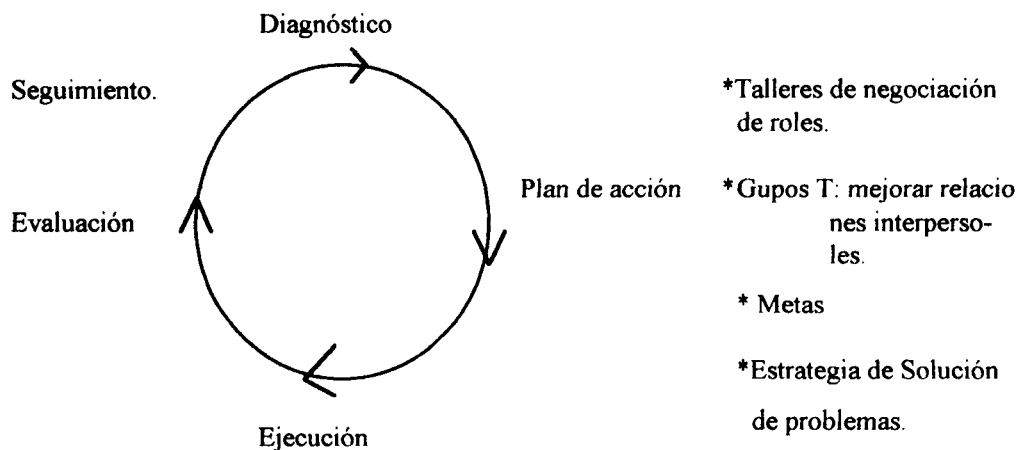 Diagnóstico
Seguimiento.
*Talleres de negociación
de roles.
Plan de acción
*Gupos T: mejorar relacio
nes interperso-
les.
Evaluación
* Metas
*Estrategia de Solución
de problemas.
Ejecución